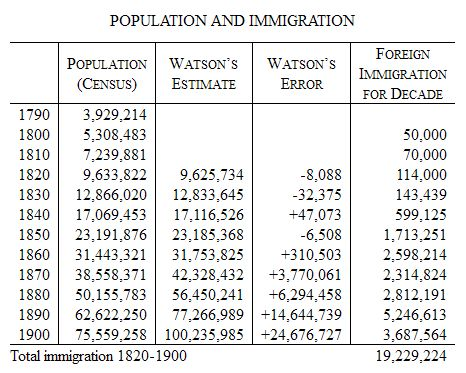 POPULATION AND IMMIGRATION
POPULATION (CENSUS) WATSON'S ESTIMATE WATSON'S ERROR FOREIGN IMMIGRATION FOR DECADE
1790 3,929,214
1800 5,308,483 50,000
1810 7,239,881 70,000
1820 9,633,822 9,625,734 -8,088 114,000
1830 12,866,020 12,833,645 -32,375 143,439
1840 17,069,453 17,116,526 +47,073 599,125
1850 23,191,876 23,185,368 -6,508 1,713,251
1860 31,443,321 31,753,825 +310,503 2,598,214
1870 38,558,371 42,328,432 +3,770,061 2,314,824
1880 50,155,783 56,450,241 +6,294,458 2,812,191
1890 62,622,250 77,266,989 +14,644,739 5,246,613
1900 75,559,258 100,235,985 +24,676,727 3,687,564
Total immigration 1820-1900 19,229,224